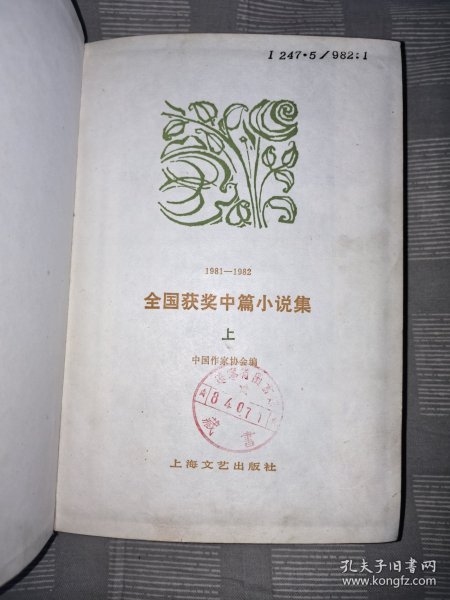 I 247·5/982:1
1981—1982
全国获奖中篇小说集
上
中国作家协会编
84071
藏书
上海文艺出版社
孔夫子旧书网
www.kongfz.com